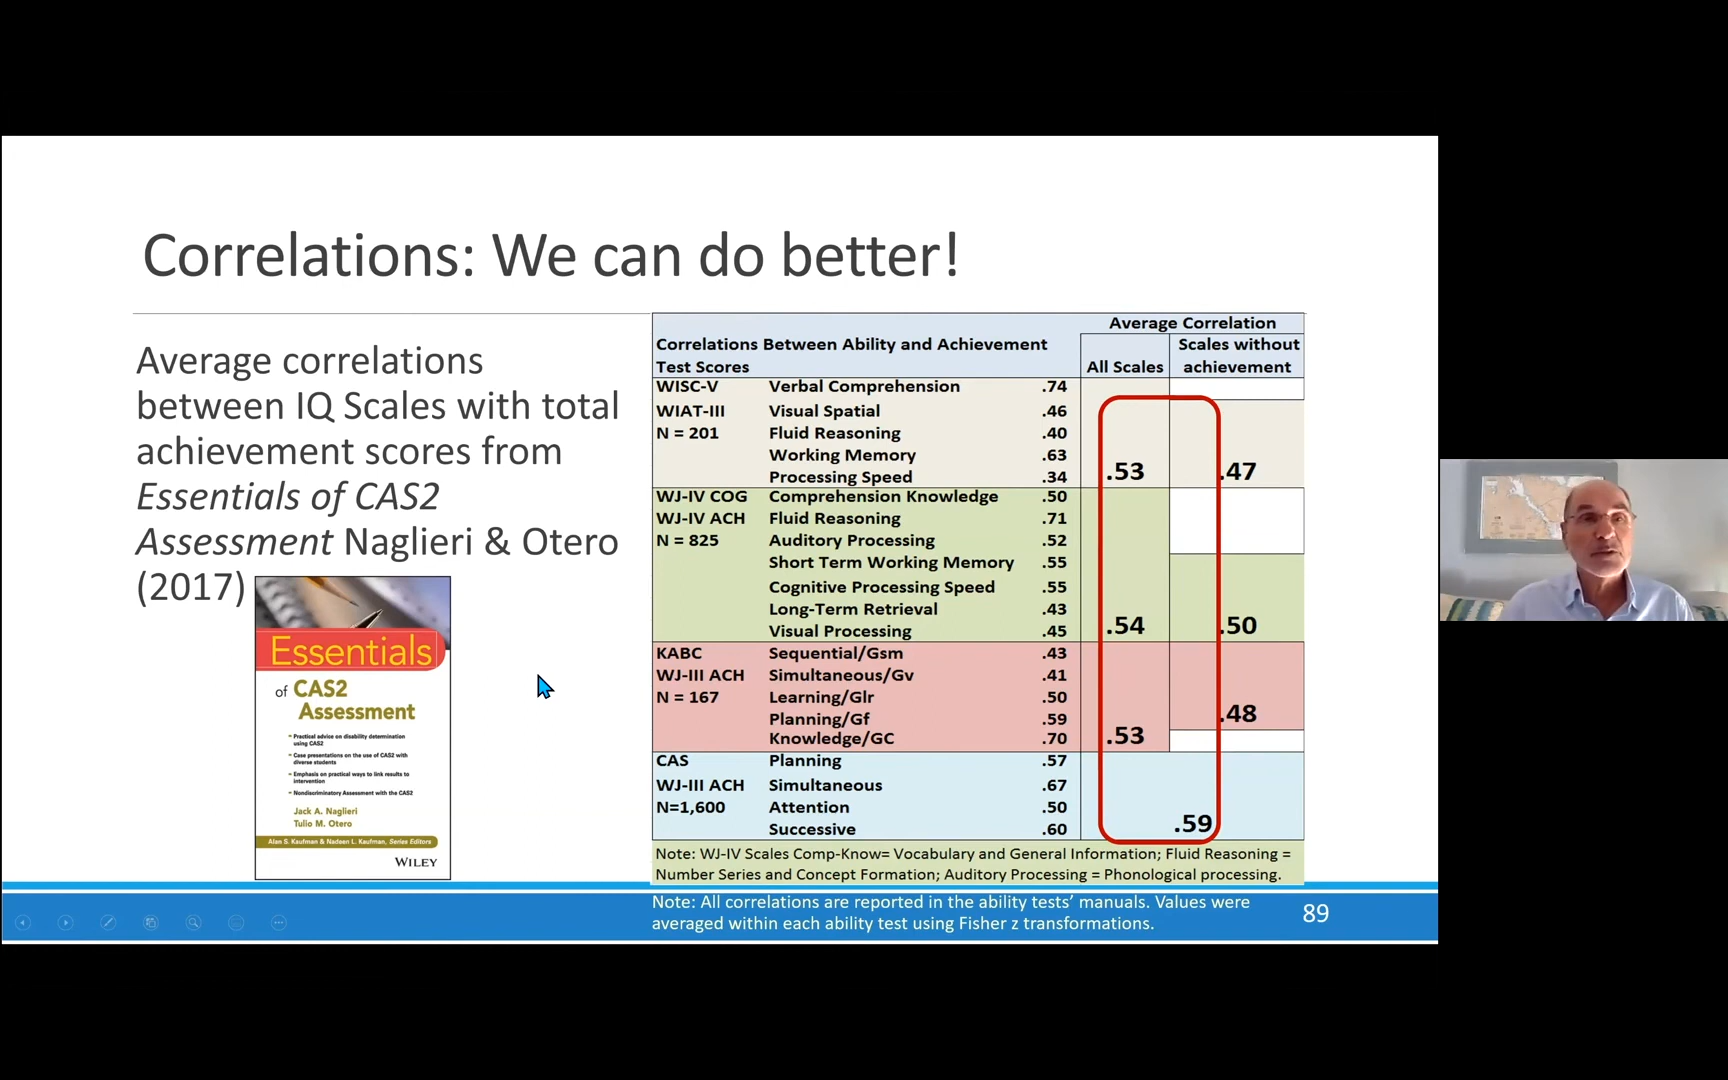 Correlations: We can do better!
Average correlations
between IQ Scales with total
achievement scores from
Essentials of CAS2
Assessment Naglieri & Otero
(2017)
Essentials
of CAS2
Assessment
Practical advice on disability determination
using CAS2
Case presentations on the use of CAS2 with
diverse students
Emphasis on practical ways to link results to
intervention
Nondiscriminatory Assessment with the CAS2
Jack A. Naglieri
Tulio M. Otero
Alan S. Kaufman & Nadeen L. Kaufman, Series Editors
WILEY
Average Correlation
Correlations Between Ability and Achievement
Test Scores
All Scales
Scales without
achievement
WISC-V Verbal Comprehension .74
WIAT-III Visual Spatial .46
N = 201 Fluid Reasoning .40
Working Memory .63
Processing Speed .34 .53 .47
WJ-IV COG Comprehension Knowledge .50
WJ-IV ACH Fluid Reasoning .71
N = 825 Auditory Processing .52
Short Term Working Memory .55
Cognitive Processing Speed .55
Long-Term Retrieval .43
Visual Processing .45 .54 .50
KABC Sequential/Gsm .43
WJ-III ACH Simultaneous/Gv .41
N = 167 Learning/Glr .50
Planning/Gf .59 .48
Knowledge/GC .70 .53
CAS Planning .57
WJ-III ACH Simultaneous .67
N=1,600 Attention .50
Successive .60 .59
Note: WJ-IV Scales Comp-Know= Vocabulary and General Information; Fluid Reasoning =
Number Series and Concept Formation; Auditory Processing = Phonological processing.
Note: All correlations are reported in the ability tests' manuals. Values were
averaged within each ability test using Fisher z transformations.
89